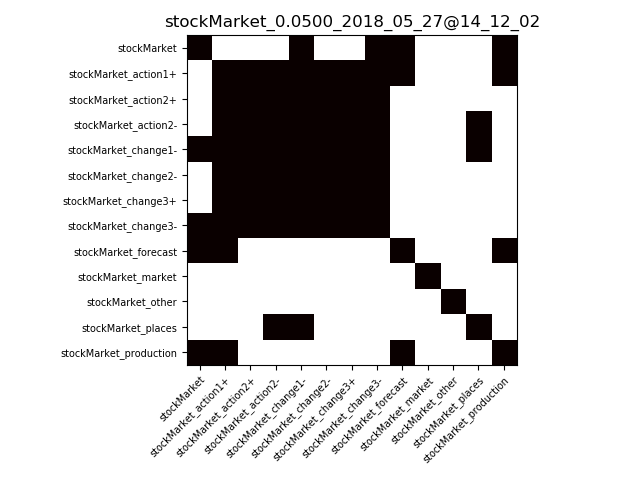 stockMarket_0.0500_2018_05_27@14_12_02
stockMarket
stockMarket_action1+
stockMarket_action2+
stockMarket_action2-
stockMarket_change1-
stockMarket_change2-
stockMarket_change3+
stockMarket_change3-
stockMarket_forecast
stockMarket_market
stockMarket_other
stockMarket_places
stockMarket_production
stockMarket
stockMarket_action1+
stockMarket_action2+
stockMarket_action2-
stockMarket_change1-
stockMarket_change2-
stockMarket_change3+
stockMarket_change3-
stockMarket_forecast
stockMarket_market
stockMarket_other
stockMarket_places
stockMarket_production